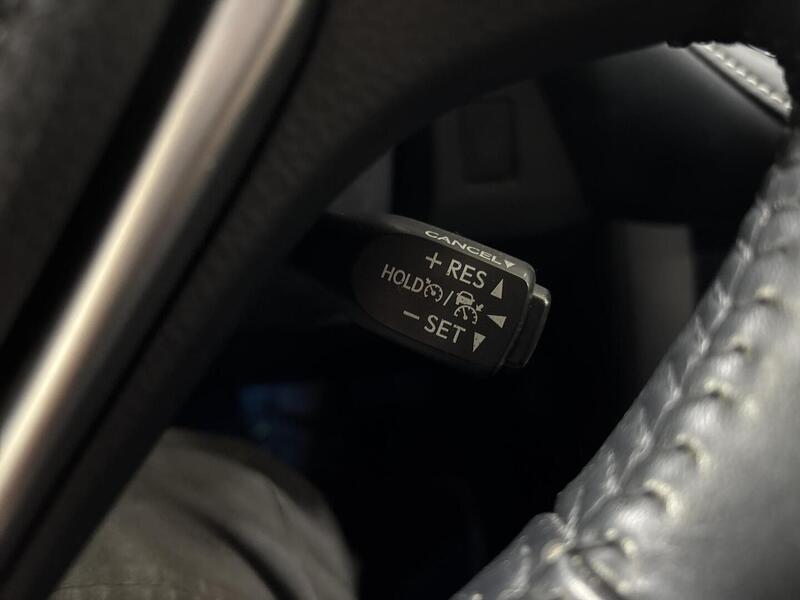 CANCEL▼
+ RES ▲
HOLD / ◀
− SET ▼